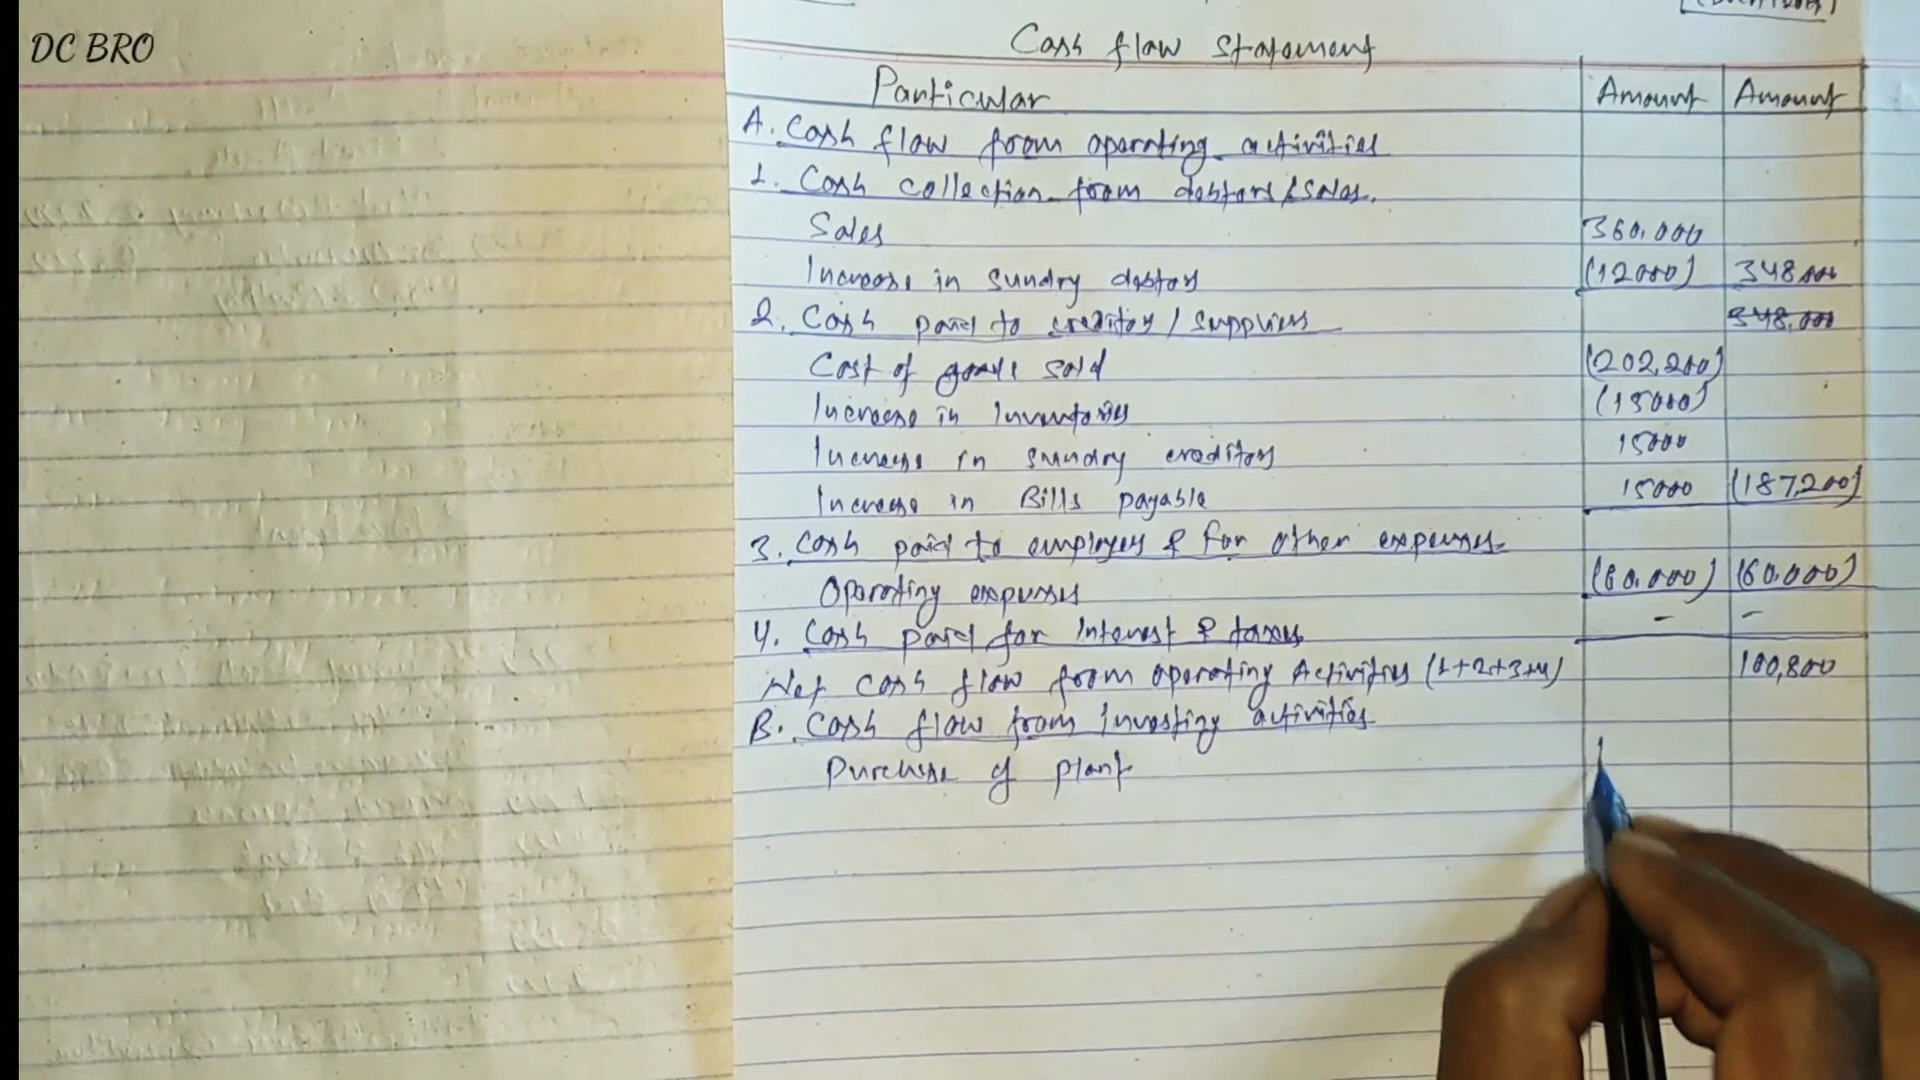 DC BRO
Cash flow statement
Particular Amount Amount
A. Cash flow from operating activities
1. Cash collection from debtors/sales.
Sales 360,000
Increase in sundry debtors (12000) 348000
2. Cash paid to creditors / suppliers 348,000
Cost of goods sold (202,200)
Increase in Inventories (15000)
Increase in sundry creditors 15000
Increase in Bills payable 15000 (187,200)
3. Cash paid to employees & for other expenses.
Operating expenses (60,000) (60,000)
4. Cash paid for Interest & taxes - -
Net cash flow from operating Activities (1+2+3+4) 100,800
B. Cash flow from investing activities
Purchase of plant